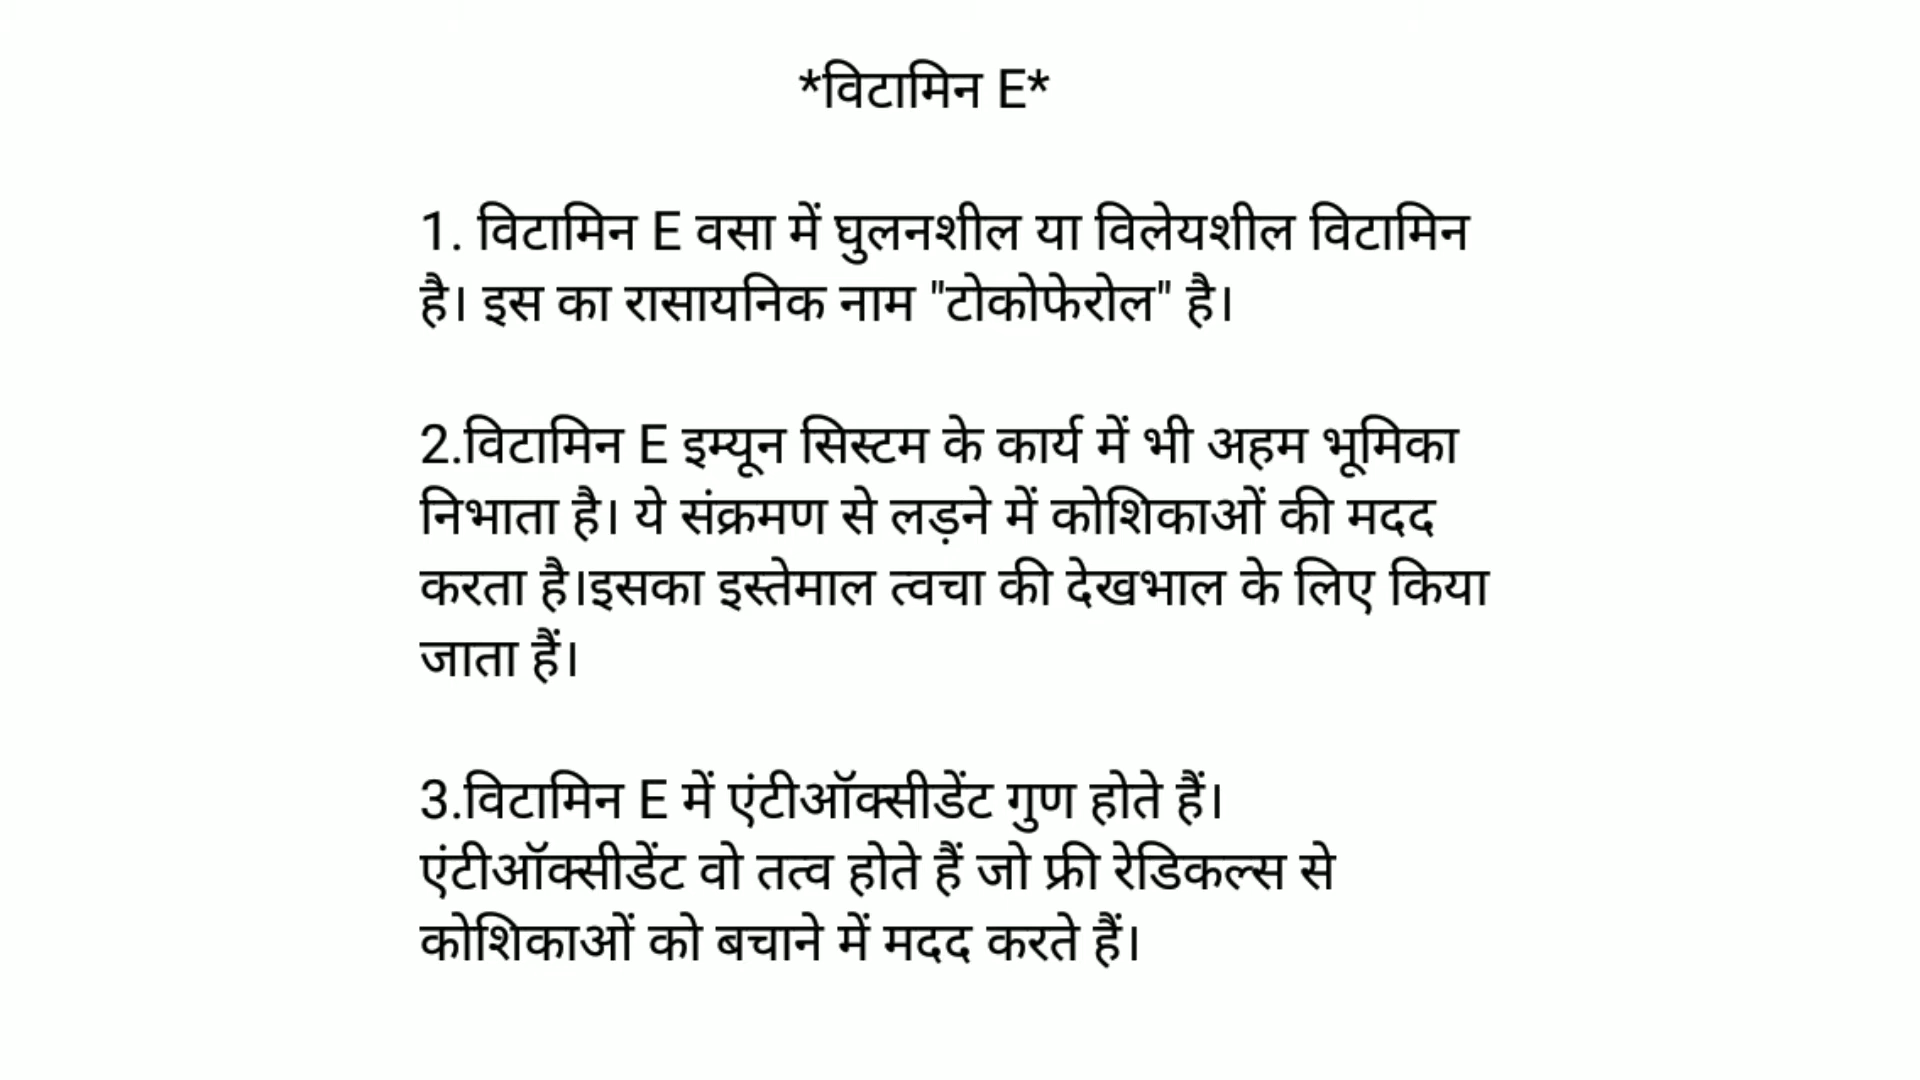 *विटामिन E*
1. विटामिन E वसा में घुलनशील या विलेयशील विटामिन
है। इस का रासायनिक नाम "टोकोफेरोल" है।
2.विटामिन E इम्यून सिस्टम के कार्य में भी अहम भूमिका
निभाता है। ये संक्रमण से लड़ने में कोशिकाओं की मदद
करता है।इसका इस्तेमाल त्वचा की देखभाल के लिए किया
जाता हैं।
3.विटामिन E में एंटीऑक्सीडेंट गुण होते हैं।
एंटीऑक्सीडेंट वो तत्व होते हैं जो फ्री रेडिकल्स से
कोशिकाओं को बचाने में मदद करते हैं।